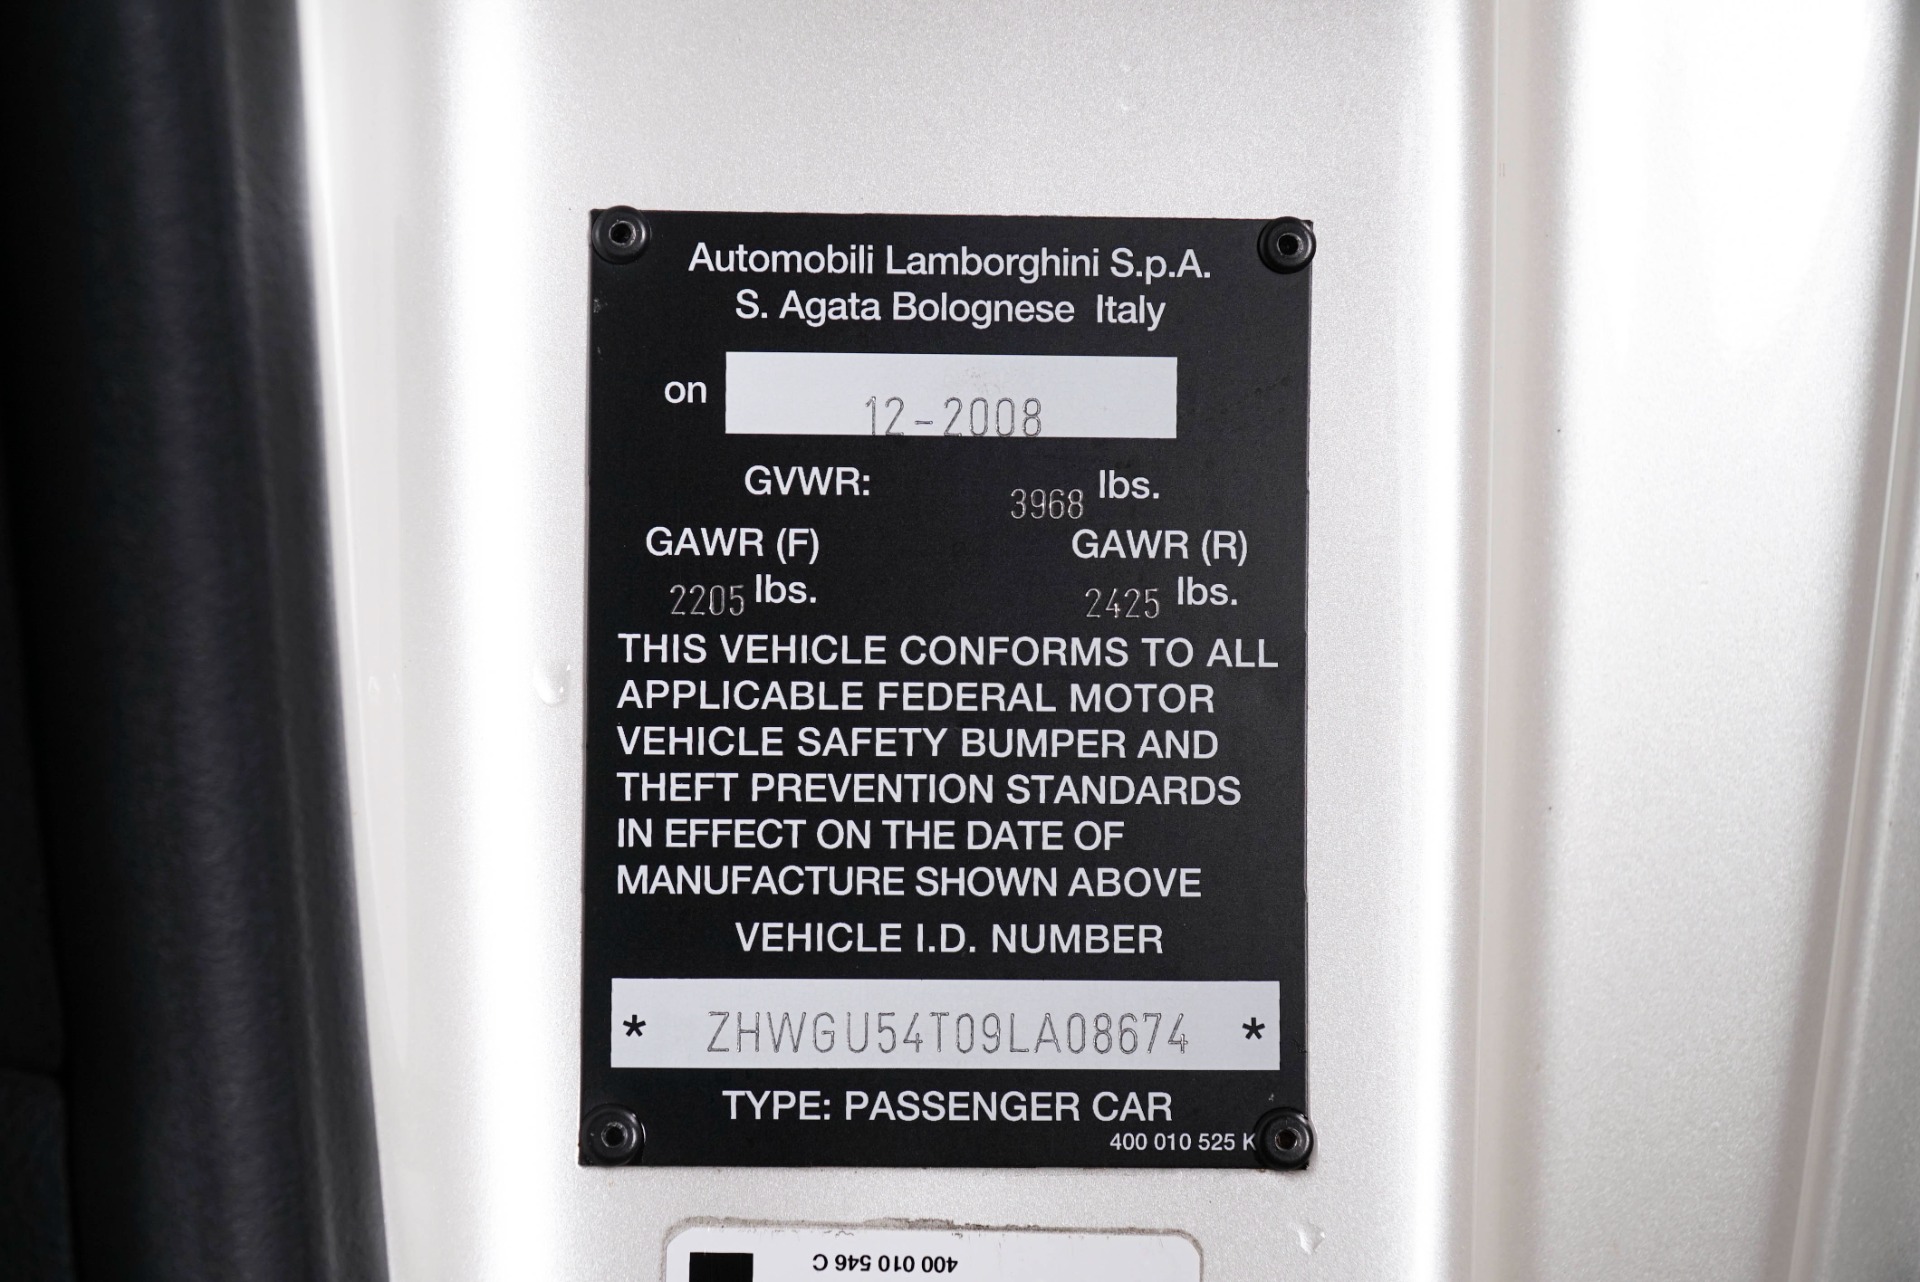 Automobili Lamborghini S.p.A.
S. Agata Bolognese Italy
on 12-2008
GVWR: 3968 lbs.
GAWR (F) GAWR (R)
2205 lbs. 2425 lbs.
THIS VEHICLE CONFORMS TO ALL
APPLICABLE FEDERAL MOTOR
VEHICLE SAFETY BUMPER AND
THEFT PREVENTION STANDARDS
IN EFFECT ON THE DATE OF
MANUFACTURE SHOWN ABOVE
VEHICLE I.D. NUMBER
* ZHWGU54T09LA08674 *
TYPE: PASSENGER CAR
400 010 525 K
400 010 546 C